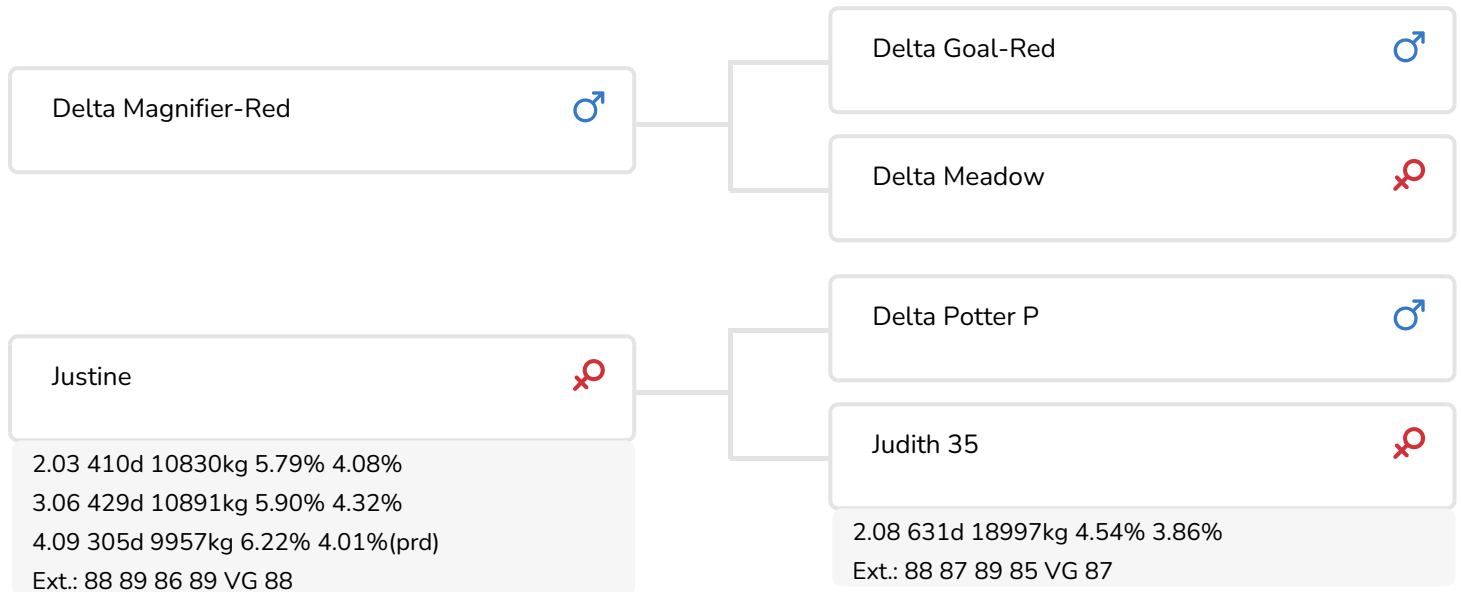 Delta Magnifier-Red
Delta Goal-Red
Delta Meadow
Justine
2.03 410d 10830kg 5.79% 4.08%
3.06 429d 10891kg 5.90% 4.32%
4.09 305d 9957kg 6.22% 4.01%(prd)
Ext.: 88 89 86 89 VG 88
Delta Potter P
Judith 35
2.08 631d 18997kg 4.54% 3.86%
Ext.: 88 87 89 85 VG 87